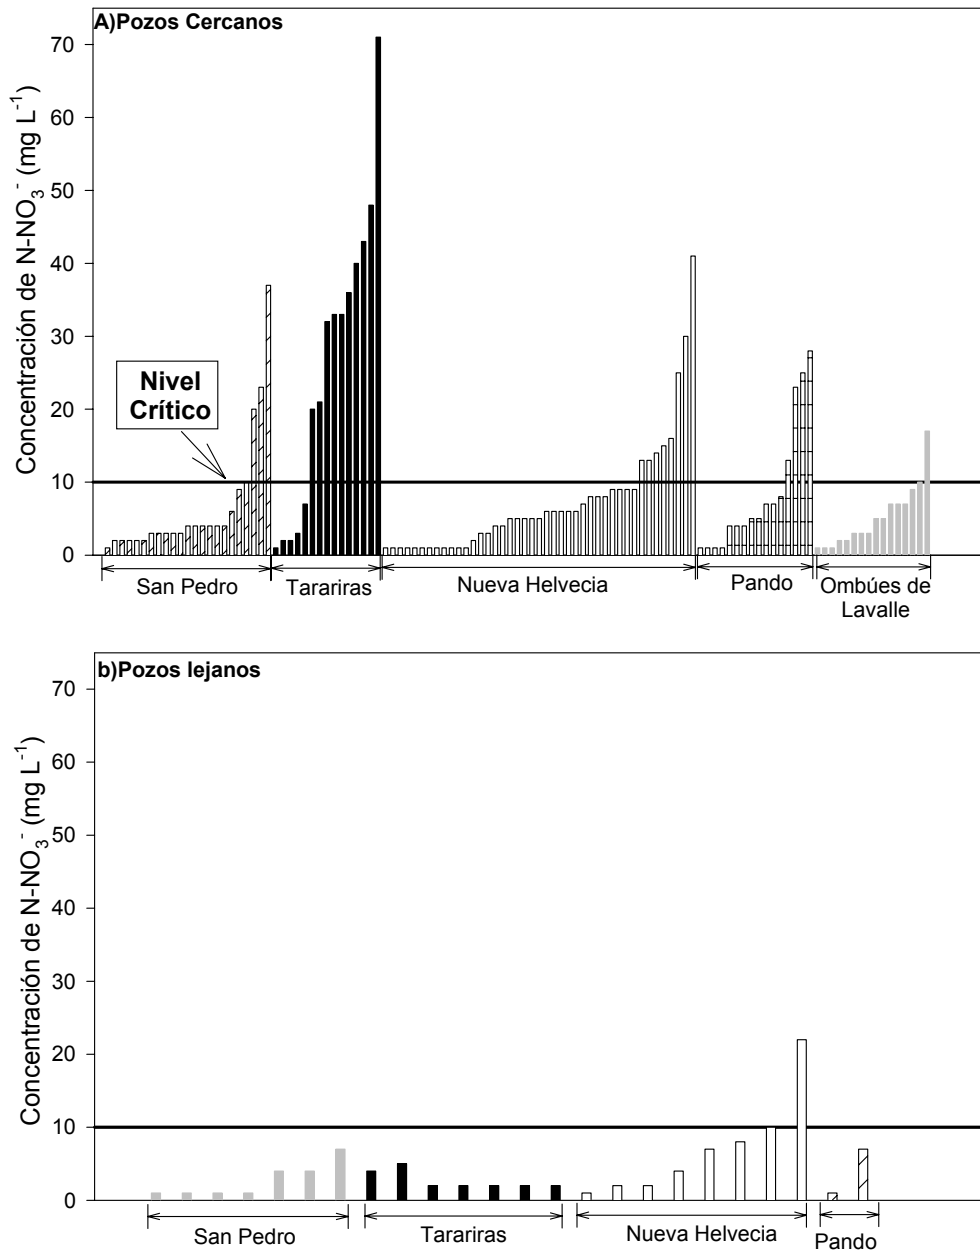 A)Pozos Cercanos
Concentración de N-NO₃⁻ (mg L⁻¹)
70
60
50
40
30
20
10
0
Nivel
Crítico
San Pedro
Tarariras
Nueva Helvecia
Pando
Ombúes de
Lavalle
b)Pozos lejanos
Concentración de N-NO₃⁻ (mg L⁻¹)
70
60
50
40
30
20
10
0
San Pedro
Tarariras
Nueva Helvecia
Pando